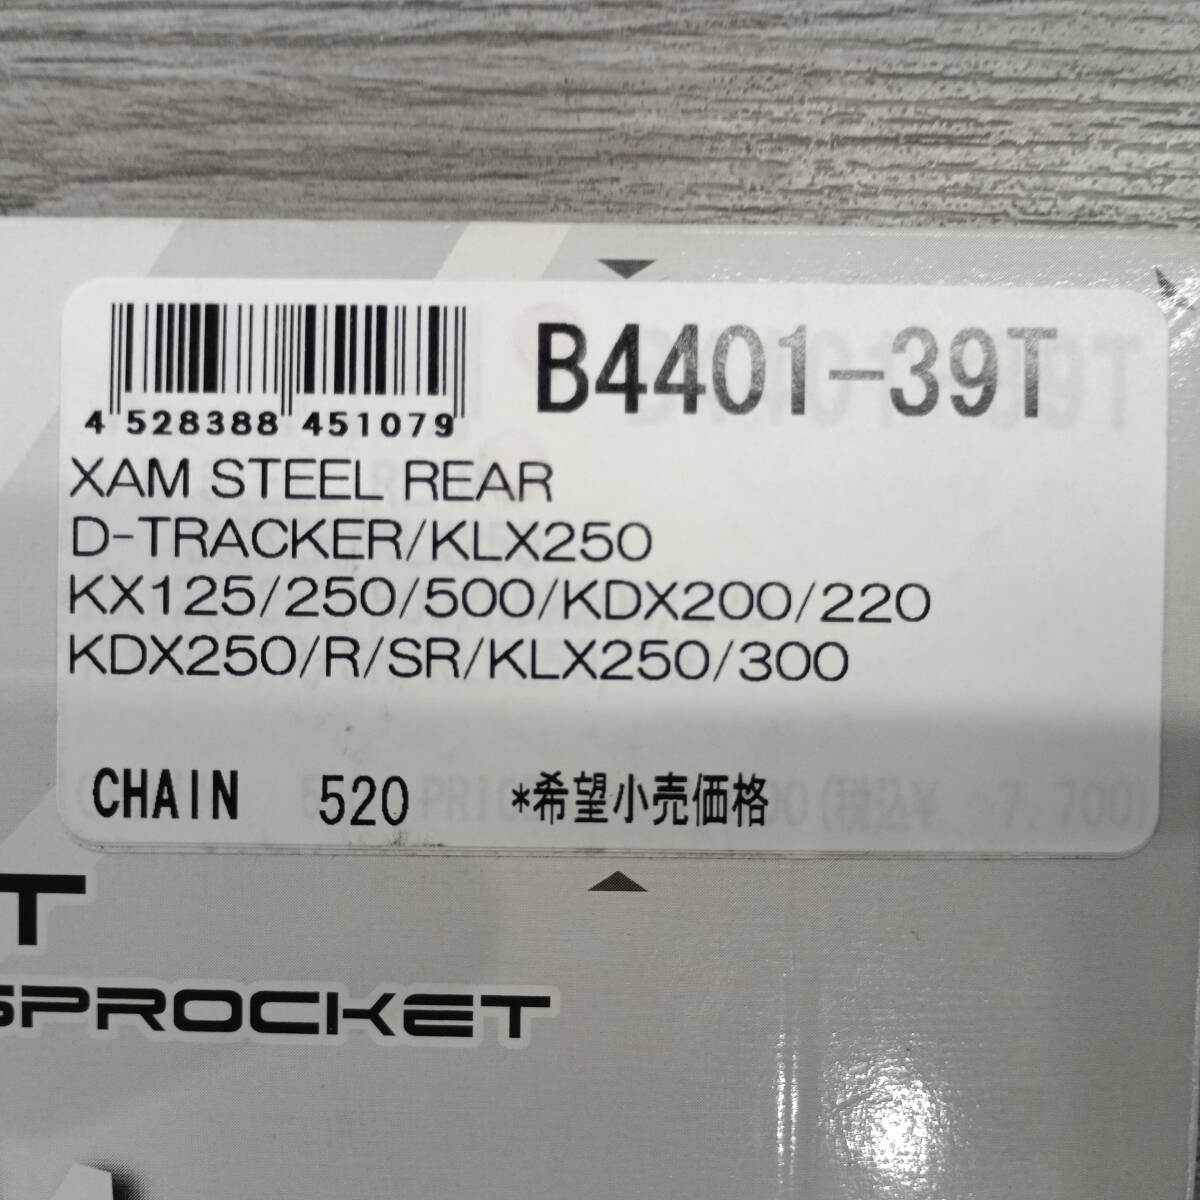 B4401-39T
4 528388 451079
XAM STEEL REAR
D-TRACKER/KLX250
KX125/250/500/KDX200/220
KDX250/R/SR/KLX250/300
CHAIN 520 *希望小売価格
T
SPROCKET